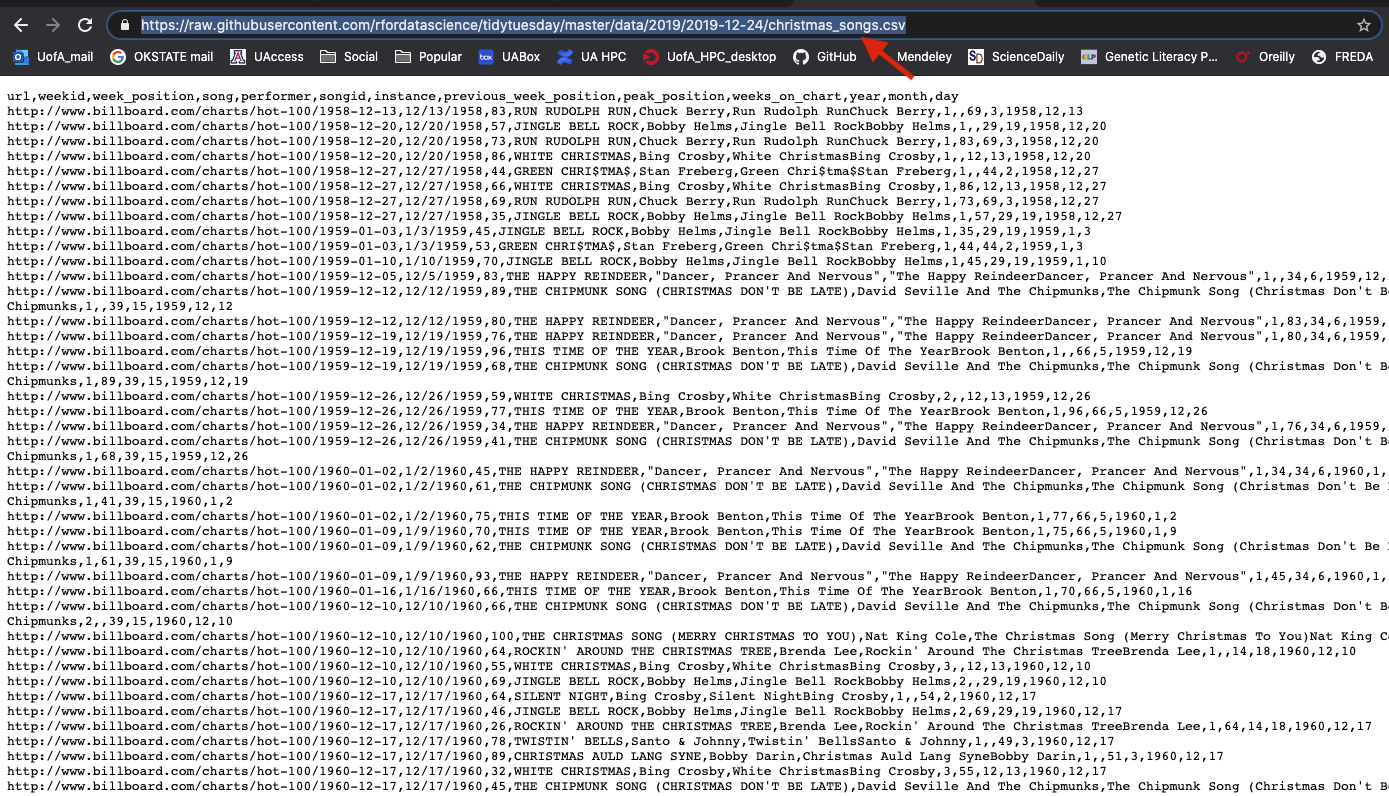 https://raw.githubusercontent.com/rfordatascience/tidytuesday/master/data/2019/2019-12-24/christmas_songs.csv
UofA_mail OKSTATE mail UAccess Social Popular box UABox UA HPC UofA_HPC_desktop GitHub Mendeley SD ScienceDaily GLP Genetic Literacy P... Oreilly FREDA
url,weekid,week_position,song,performer,songid,instance,previous_week_position,peak_position,weeks_on_chart,year,month,day
http://www.billboard.com/charts/hot-100/1958-12-13,12/13/1958,83,RUN RUDOLPH RUN,Chuck Berry,Run Rudolph RunChuck Berry,1,,69,3,1958,12,13
http://www.billboard.com/charts/hot-100/1958-12-20,12/20/1958,57,JINGLE BELL ROCK,Bobby Helms,Jingle Bell RockBobby Helms,1,,29,19,1958,12,20
http://www.billboard.com/charts/hot-100/1958-12-20,12/20/1958,73,RUN RUDOLPH RUN,Chuck Berry,Run Rudolph RunChuck Berry,1,83,69,3,1958,12,20
http://www.billboard.com/charts/hot-100/1958-12-20,12/20/1958,86,WHITE CHRISTMAS,Bing Crosby,White ChristmasBing Crosby,1,,12,13,1958,12,20
http://www.billboard.com/charts/hot-100/1958-12-27,12/27/1958,44,GREEN CHRI$TMA$,Stan Freberg,Green Chri$tma$Stan Freberg,1,,44,2,1958,12,27
http://www.billboard.com/charts/hot-100/1958-12-27,12/27/1958,66,WHITE CHRISTMAS,Bing Crosby,White ChristmasBing Crosby,1,86,12,13,1958,12,27
http://www.billboard.com/charts/hot-100/1958-12-27,12/27/1958,69,RUN RUDOLPH RUN,Chuck Berry,Run Rudolph RunChuck Berry,1,73,69,3,1958,12,27
http://www.billboard.com/charts/hot-100/1958-12-27,12/27/1958,35,JINGLE BELL ROCK,Bobby Helms,Jingle Bell RockBobby Helms,1,57,29,19,1958,12,27
http://www.billboard.com/charts/hot-100/1959-01-03,1/3/1959,45,JINGLE BELL ROCK,Bobby Helms,Jingle Bell RockBobby Helms,1,35,29,19,1959,1,3
http://www.billboard.com/charts/hot-100/1959-01-03,1/3/1959,53,GREEN CHRI$TMA$,Stan Freberg,Green Chri$tma$Stan Freberg,1,44,44,2,1959,1,3
http://www.billboard.com/charts/hot-100/1959-01-10,1/10/1959,70,JINGLE BELL ROCK,Bobby Helms,Jingle Bell RockBobby Helms,1,45,29,19,1959,1,10
http://www.billboard.com/charts/hot-100/1959-12-05,12/5/1959,83,THE HAPPY REINDEER,"Dancer, Prancer And Nervous","The Happy ReindeerDancer, Prancer And Nervous",1,,34,6,1959,12,
http://www.billboard.com/charts/hot-100/1959-12-12,12/12/1959,89,THE CHIPMUNK SONG (CHRISTMAS DON'T BE LATE),David Seville And The Chipmunks,The Chipmunk Song (Christmas Don't Be
Chipmunks,1,,39,15,1959,12,12
http://www.billboard.com/charts/hot-100/1959-12-12,12/12/1959,80,THE HAPPY REINDEER,"Dancer, Prancer And Nervous","The Happy ReindeerDancer, Prancer And Nervous",1,83,34,6,1959,
http://www.billboard.com/charts/hot-100/1959-12-19,12/19/1959,76,THE HAPPY REINDEER,"Dancer, Prancer And Nervous","The Happy ReindeerDancer, Prancer And Nervous",1,80,34,6,1959,
http://www.billboard.com/charts/hot-100/1959-12-19,12/19/1959,96,THIS TIME OF THE YEAR,Brook Benton,This Time Of The YearBrook Benton,1,,66,5,1959,12,19
http://www.billboard.com/charts/hot-100/1959-12-19,12/19/1959,68,THE CHIPMUNK SONG (CHRISTMAS DON'T BE LATE),David Seville And The Chipmunks,The Chipmunk Song (Christmas Don't Be
Chipmunks,1,89,39,15,1959,12,19
http://www.billboard.com/charts/hot-100/1959-12-26,12/26/1959,59,WHITE CHRISTMAS,Bing Crosby,White ChristmasBing Crosby,2,,12,13,1959,12,26
http://www.billboard.com/charts/hot-100/1959-12-26,12/26/1959,77,THIS TIME OF THE YEAR,Brook Benton,This Time Of The YearBrook Benton,1,96,66,5,1959,12,26
http://www.billboard.com/charts/hot-100/1959-12-26,12/26/1959,34,THE HAPPY REINDEER,"Dancer, Prancer And Nervous","The Happy ReindeerDancer, Prancer And Nervous",1,76,34,6,1959,
http://www.billboard.com/charts/hot-100/1959-12-26,12/26/1959,41,THE CHIPMUNK SONG (CHRISTMAS DON'T BE LATE),David Seville And The Chipmunks,The Chipmunk Song (Christmas Don't Be
Chipmunks,1,68,39,15,1959,12,26
http://www.billboard.com/charts/hot-100/1960-01-02,1/2/1960,45,THE HAPPY REINDEER,"Dancer, Prancer And Nervous","The Happy ReindeerDancer, Prancer And Nervous",1,34,34,6,1960,1,
http://www.billboard.com/charts/hot-100/1960-01-02,1/2/1960,61,THE CHIPMUNK SONG (CHRISTMAS DON'T BE LATE),David Seville And The Chipmunks,The Chipmunk Song (Christmas Don't Be
Chipmunks,1,41,39,15,1960,1,2
http://www.billboard.com/charts/hot-100/1960-01-02,1/2/1960,75,THIS TIME OF THE YEAR,Brook Benton,This Time Of The YearBrook Benton,1,77,66,5,1960,1,2
http://www.billboard.com/charts/hot-100/1960-01-09,1/9/1960,70,THIS TIME OF THE YEAR,Brook Benton,This Time Of The YearBrook Benton,1,75,66,5,1960,1,9
http://www.billboard.com/charts/hot-100/1960-01-09,1/9/1960,62,THE CHIPMUNK SONG (CHRISTMAS DON'T BE LATE),David Seville And The Chipmunks,The Chipmunk Song (Christmas Don't Be
Chipmunks,1,61,39,15,1960,1,9
http://www.billboard.com/charts/hot-100/1960-01-09,1/9/1960,93,THE HAPPY REINDEER,"Dancer, Prancer And Nervous","The Happy ReindeerDancer, Prancer And Nervous",1,45,34,6,1960,1,
http://www.billboard.com/charts/hot-100/1960-01-16,1/16/1960,66,THIS TIME OF THE YEAR,Brook Benton,This Time Of The YearBrook Benton,1,70,66,5,1960,1,16
http://www.billboard.com/charts/hot-100/1960-12-10,12/10/1960,66,THE CHIPMUNK SONG (CHRISTMAS DON'T BE LATE),David Seville And The Chipmunks,The Chipmunk Song (Christmas Don't Be
Chipmunks,2,,39,15,1960,12,10
http://www.billboard.com/charts/hot-100/1960-12-10,12/10/1960,100,THE CHRISTMAS SONG (MERRY CHRISTMAS TO YOU),Nat King Cole,The Christmas Song (Merry Christmas To You)Nat King Co
http://www.billboard.com/charts/hot-100/1960-12-10,12/10/1960,64,ROCKIN' AROUND THE CHRISTMAS TREE,Brenda Lee,Rockin' Around The Christmas TreeBrenda Lee,1,,14,18,1960,12,10
http://www.billboard.com/charts/hot-100/1960-12-10,12/10/1960,55,WHITE CHRISTMAS,Bing Crosby,White ChristmasBing Crosby,3,,12,13,1960,12,10
http://www.billboard.com/charts/hot-100/1960-12-10,12/10/1960,69,JINGLE BELL ROCK,Bobby Helms,Jingle Bell RockBobby Helms,2,,29,19,1960,12,10
http://www.billboard.com/charts/hot-100/1960-12-17,12/17/1960,64,SILENT NIGHT,Bing Crosby,Silent NightBing Crosby,1,,54,2,1960,12,17
http://www.billboard.com/charts/hot-100/1960-12-17,12/17/1960,46,JINGLE BELL ROCK,Bobby Helms,Jingle Bell RockBobby Helms,2,69,29,19,1960,12,17
http://www.billboard.com/charts/hot-100/1960-12-17,12/17/1960,26,ROCKIN' AROUND THE CHRISTMAS TREE,Brenda Lee,Rockin' Around The Christmas TreeBrenda Lee,1,64,14,18,1960,12,17
http://www.billboard.com/charts/hot-100/1960-12-17,12/17/1960,78,TWISTIN' BELLS,Santo & Johnny,Twistin' BellsSanto & Johnny,1,,49,3,1960,12,17
http://www.billboard.com/charts/hot-100/1960-12-17,12/17/1960,89,CHRISTMAS AULD LANG SYNE,Bobby Darin,Christmas Auld Lang SyneBobby Darin,1,,51,3,1960,12,17
http://www.billboard.com/charts/hot-100/1960-12-17,12/17/1960,32,WHITE CHRISTMAS,Bing Crosby,White ChristmasBing Crosby,3,55,12,13,1960,12,17
http://www.billboard.com/charts/hot-100/1960-12-17,12/17/1960,45,THE CHIPMUNK SONG (CHRISTMAS DON'T BE LATE),David Seville And The Chipmunks,The Chipmunk Song (Christmas Don't Be